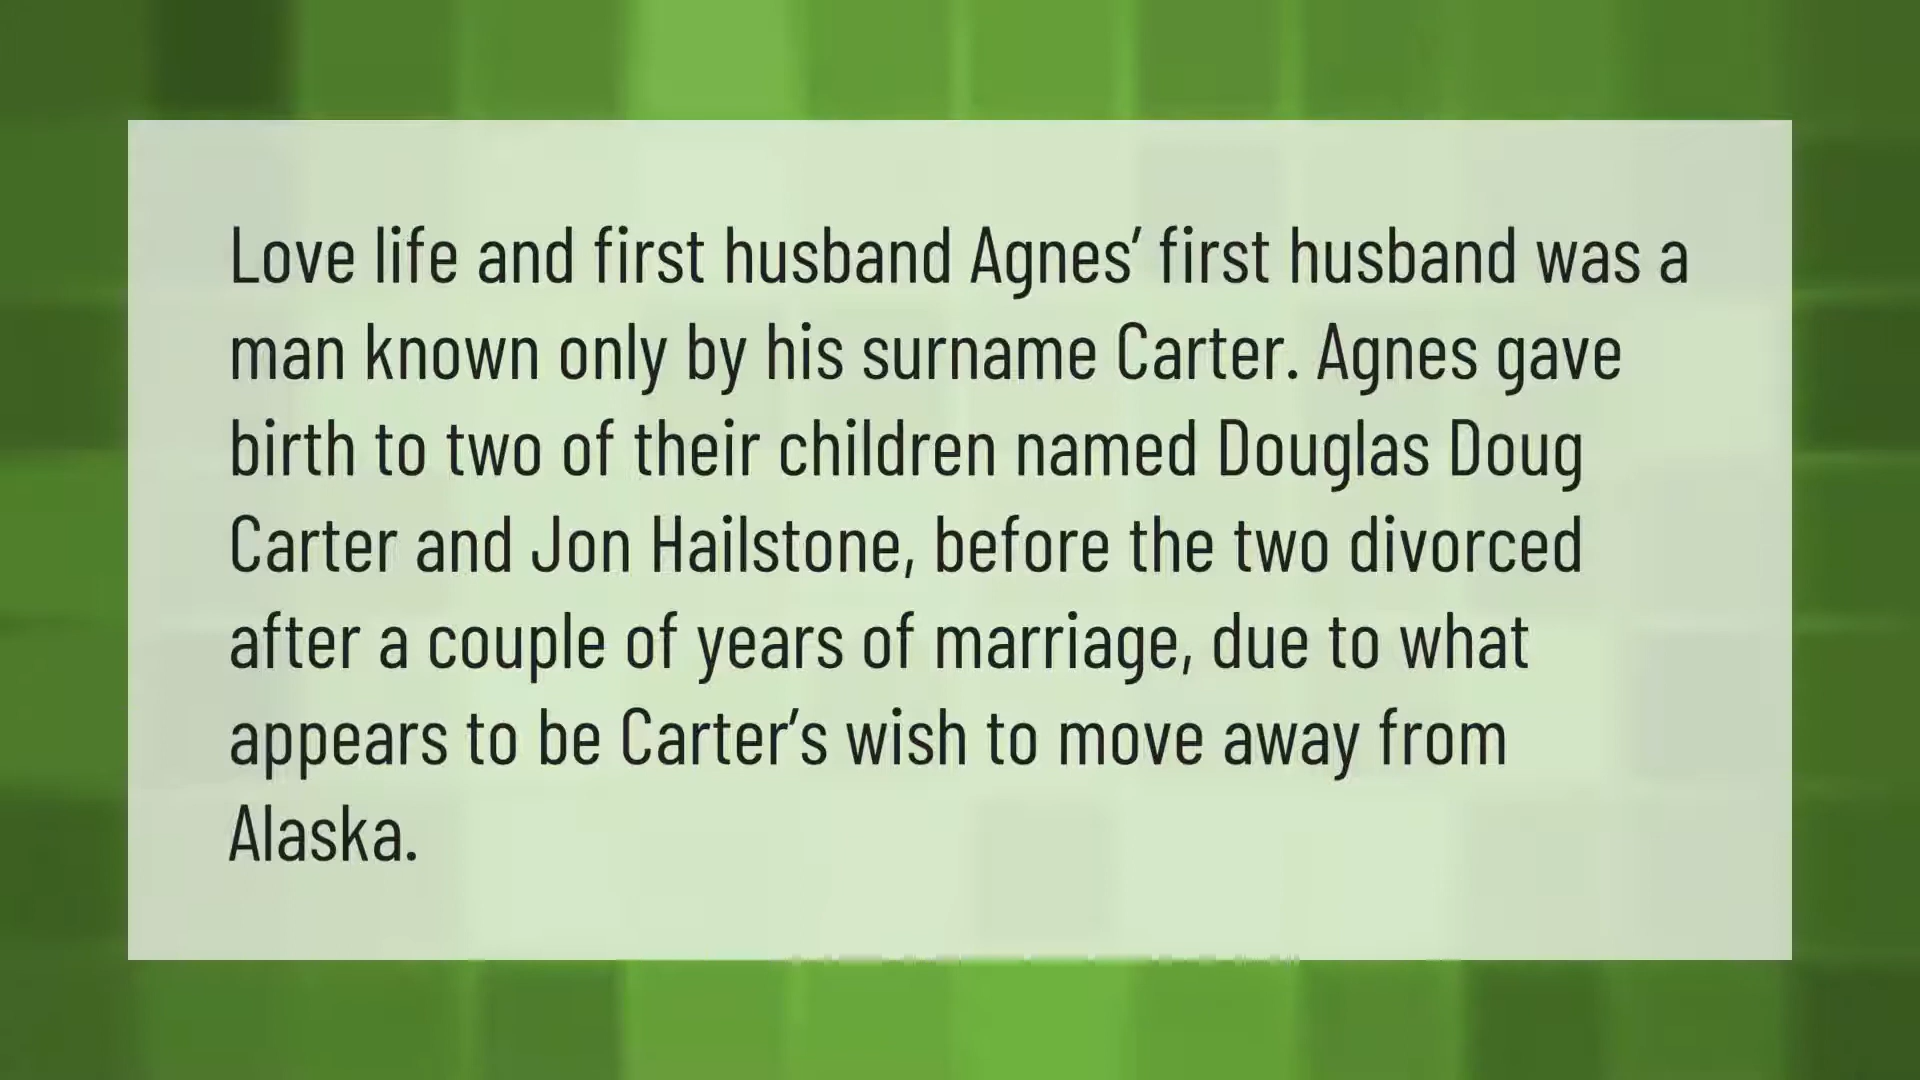 Love life and first husband Agnes’ first husband was a
man known only by his surname Carter. Agnes gave
birth to two of their children named Douglas Doug
Carter and Jon Hailstone, before the two divorced
after a couple of years of marriage, due to what
appears to be Carter’s wish to move away from
Alaska.